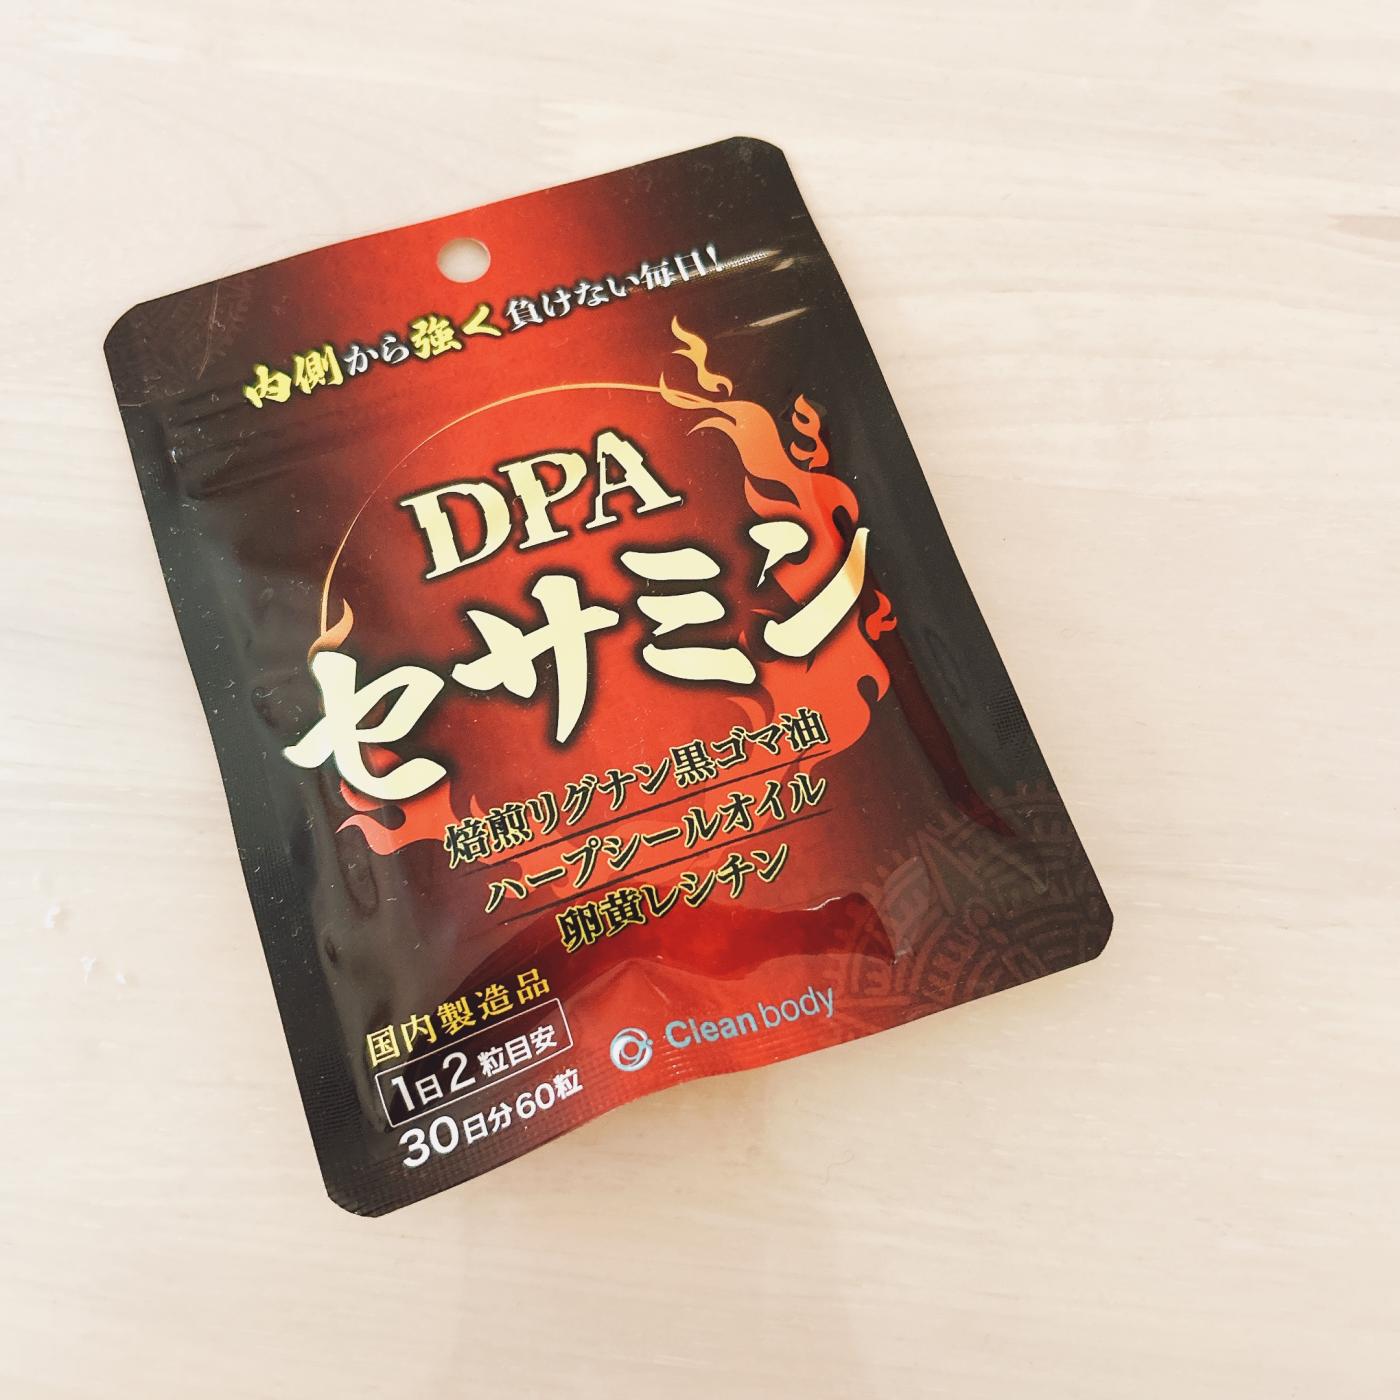 内側から強く負けない毎日!
DPA
セサミン
焙煎リグナン黒ゴマ油
ハープシールオイル
卵黄レシチン
国内製造品
1日2粒目安
30日分60粒
Cleanbody